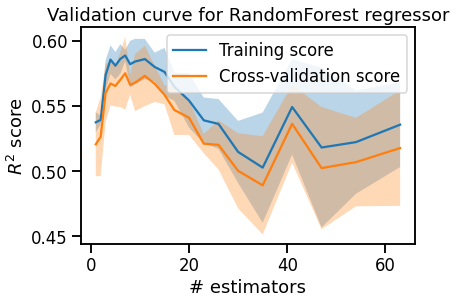 Validation curve for RandomForest regressor
Training score
Cross-validation score
R² score
0.60
0.55
0.50
0.45
0
20
40
60
# estimators